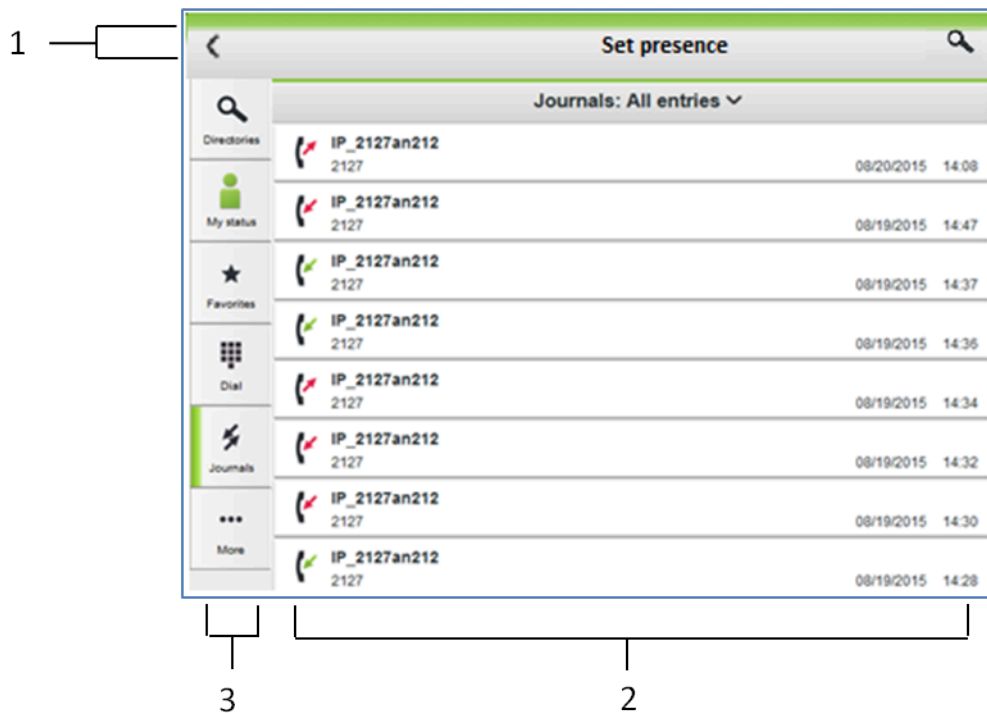 1
Set presence
Journals: All entries
Directories
My status
Favorites
Dial
Journals
More
IP_2127an212
2127 08/20/2015 14:08
IP_2127an212
2127 08/19/2015 14:47
IP_2127an212
2127 08/19/2015 14:37
IP_2127an212
2127 08/19/2015 14:36
IP_2127an212
2127 08/19/2015 14:34
IP_2127an212
2127 08/19/2015 14:32
IP_2127an212
2127 08/19/2015 14:30
IP_2127an212
2127 08/19/2015 14:28
3 2